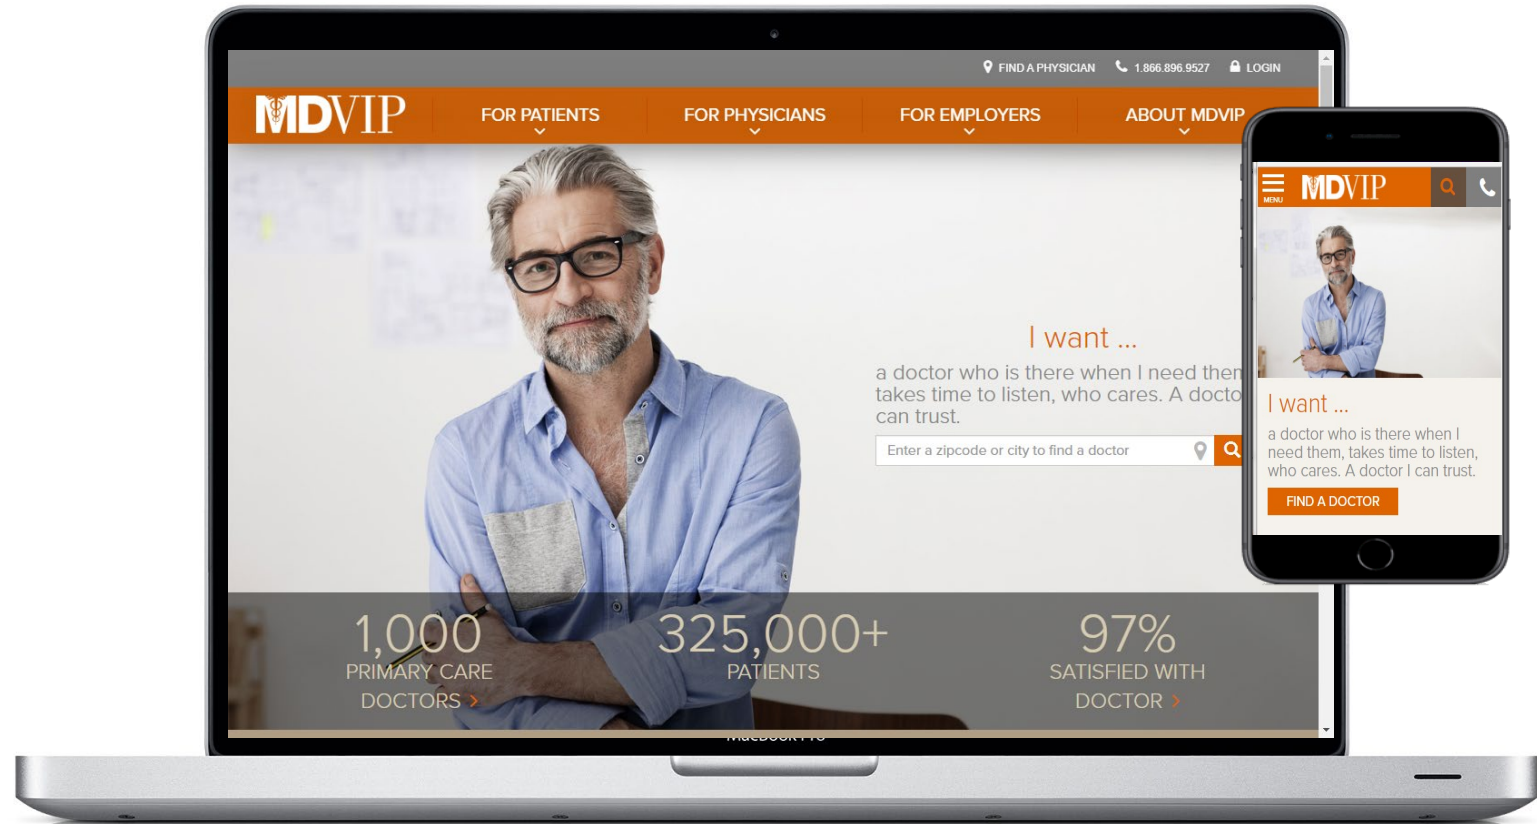 FIND A PHYSICIAN 1.866.896.9527 LOGIN
MDVIP FOR PATIENTS FOR PHYSICIANS FOR EMPLOYERS ABOUT MDVIP
I want ...
a doctor who is there when I need
takes time to listen, who cares. A
can trust.
Enter a zipcode or city to find a doctor
1,000 325,000+ 97%
PRIMARY CARE PATIENTS SATISFIED WITH
DOCTORS > DOCTOR >
MENU MDVIP
I want ...
a doctor who is there when I
need them, takes time to listen,
who cares. A doctor I can trust.
FIND A DOCTOR